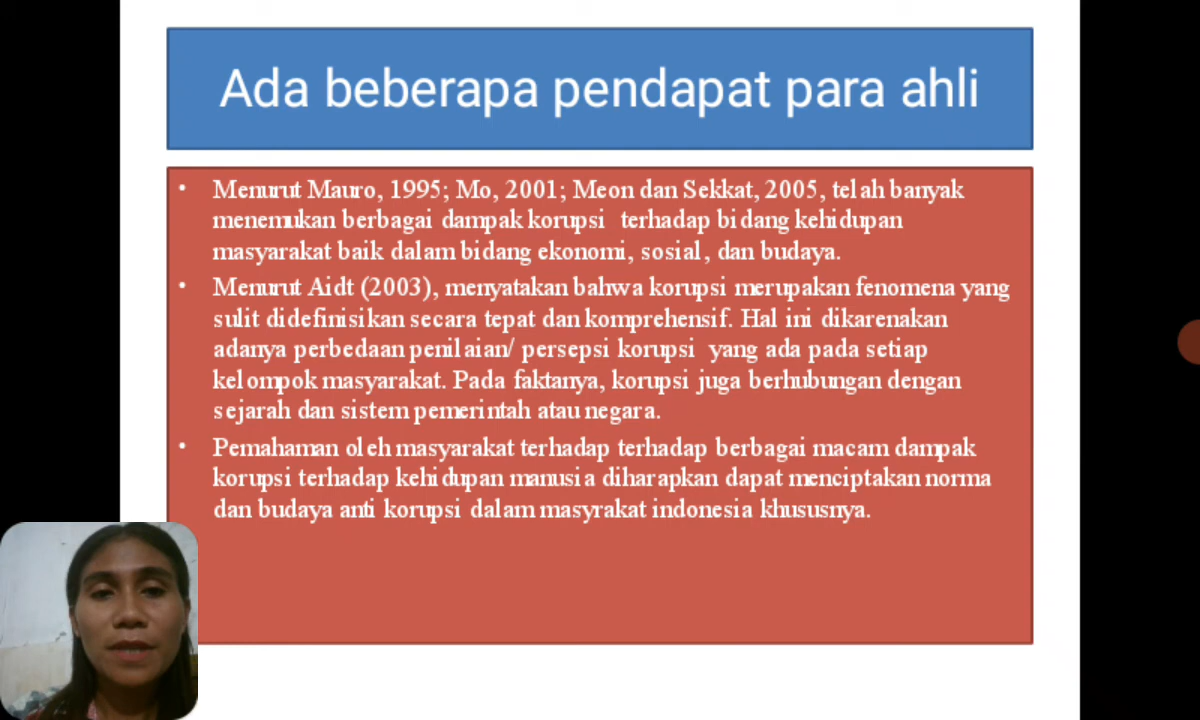 Ada beberapa pendapat para ahli
• Menurut Mauro, 1995; Mo, 2001; Meon dan Sekkat, 2005, telah banyak
menemukan berbagai dampak korupsi terhadap bidang kehidupan
masyarakat baik dalam bidang ekonomi, sosial, dan budaya.
• Menurut Aidt (2003), menyatakan bahwa korupsi merupakan fenomena yang
sulit didefinisikan secara tepat dan komprehensif. Hal ini dikarenakan
adanya perbedaan penilaian/ persepsi korupsi yang ada pada setiap
kelompok masyarakat. Pada faktanya, korupsi juga berhubungan dengan
sejarah dan sistem pemerintah atau negara.
• Pemahaman oleh masyarakat terhadap terhadap berbagai macam dampak
korupsi terhadap kehidupan manusia diharapkan dapat menciptakan norma
dan budaya anti korupsi dalam masyrakat indonesia khususnya.